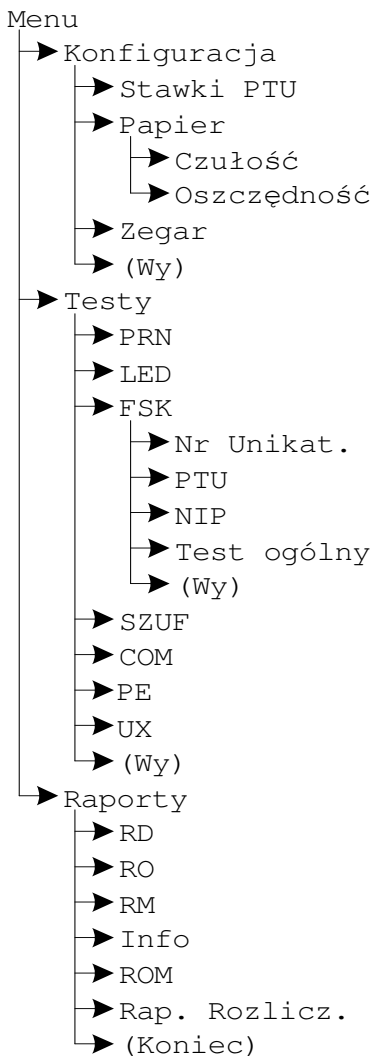 Menu
Konfiguracja
Stawki PTU
Papier
Czułość
Oszczędność
Zegar
(Wy)
Testy
PRN
LED
FSK
Nr Unikat.
PTU
NIP
Test ogólny
(Wy)
SZUF
COM
PE
UX
(Wy)
Raporty
RD
RO
RM
Info
ROM
Rap. Rozlicz.
(Koniec)